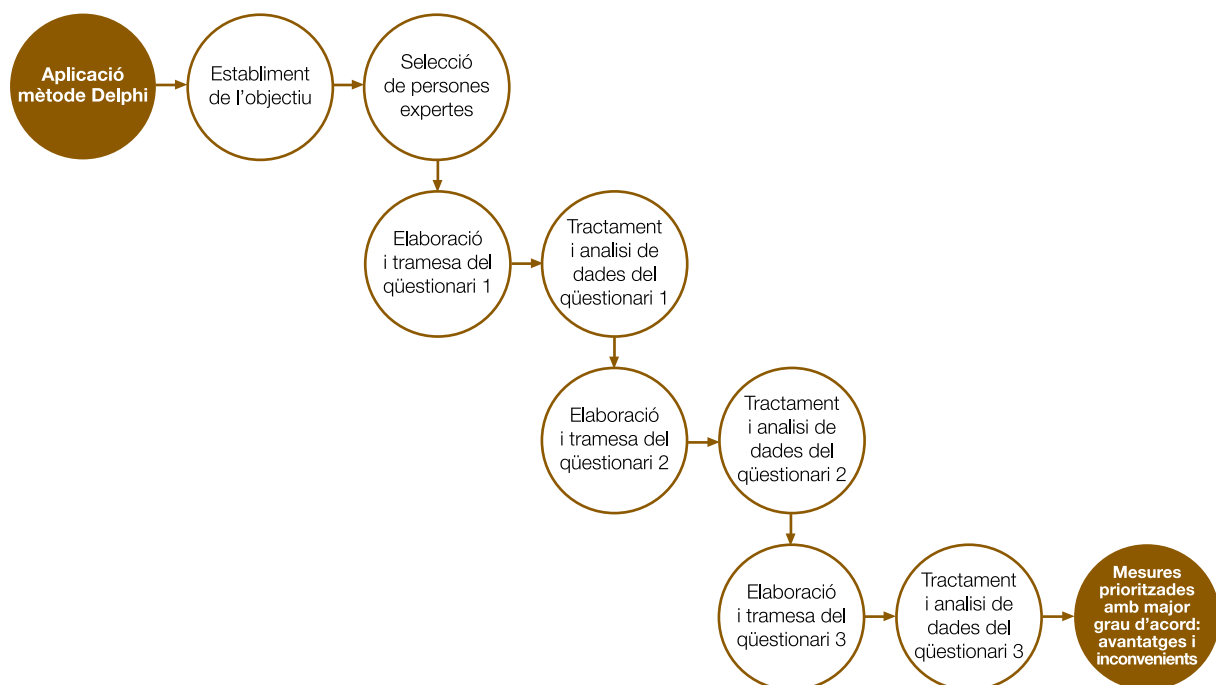 Aplicació
mètode Delphi
Establiment
de l’objectiu
Selecció
de persones
expertes
Elaboració
i tramesa del
qüestionari 1
Tractament
i analisi de
dades del
qüestionari 1
Elaboració
i tramesa del
qüestionari 2
Tractament
i analisi de
dades del
qüestionari 2
Elaboració
i tramesa del
qüestionari 3
Tractament
i analisi de
dades del
qüestionari 3
Mesures
prioritzades
amb major
grau d’acord:
avantatges i
inconvenients